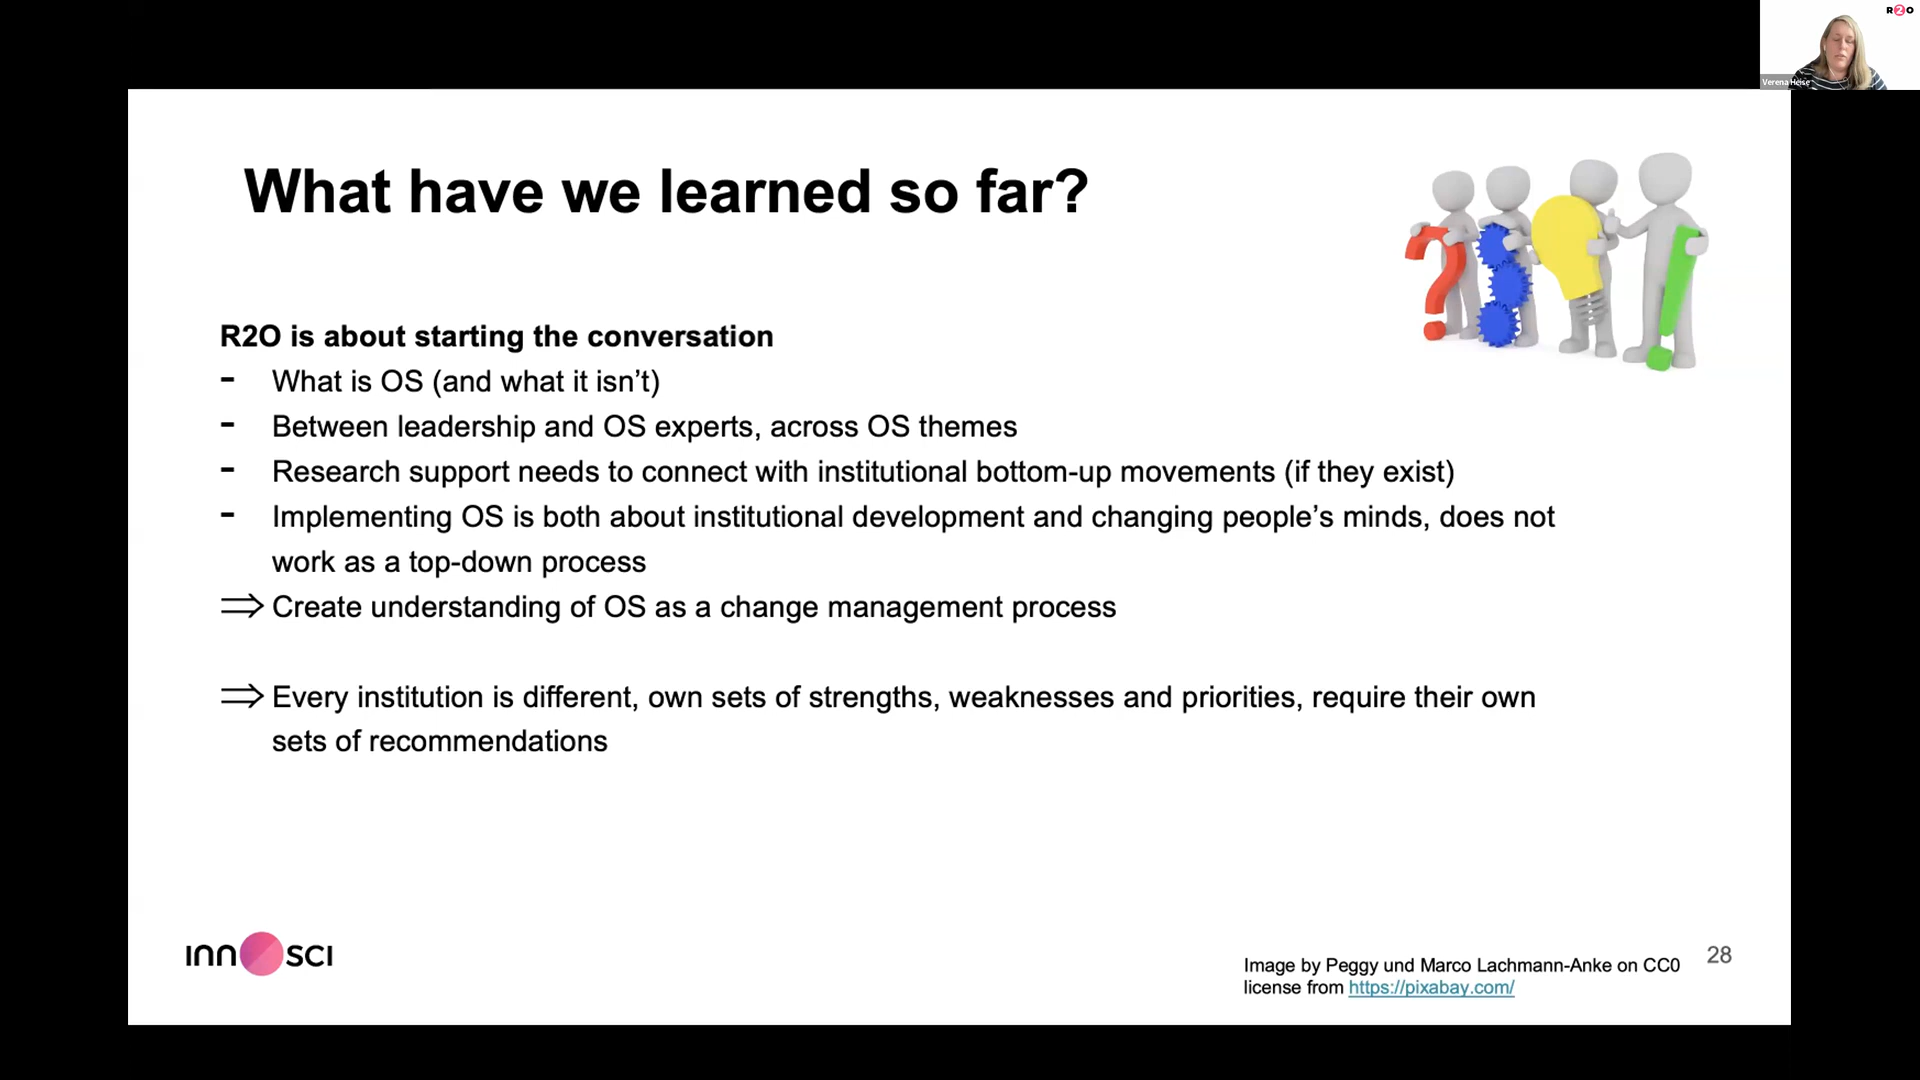 R2O
Verena Heise
What have we learned so far?
R2O is about starting the conversation
- What is OS (and what it isn’t)
- Between leadership and OS experts, across OS themes
- Research support needs to connect with institutional bottom-up movements (if they exist)
- Implementing OS is both about institutional development and changing people’s minds, does not
work as a top-down process
⇒ Create understanding of OS as a change management process
⇒ Every institution is different, own sets of strengths, weaknesses and priorities, require their own
sets of recommendations
INNOSCI
Image by Peggy und Marco Lachmann-Anke on CC0
license from https://pixabay.com/
28